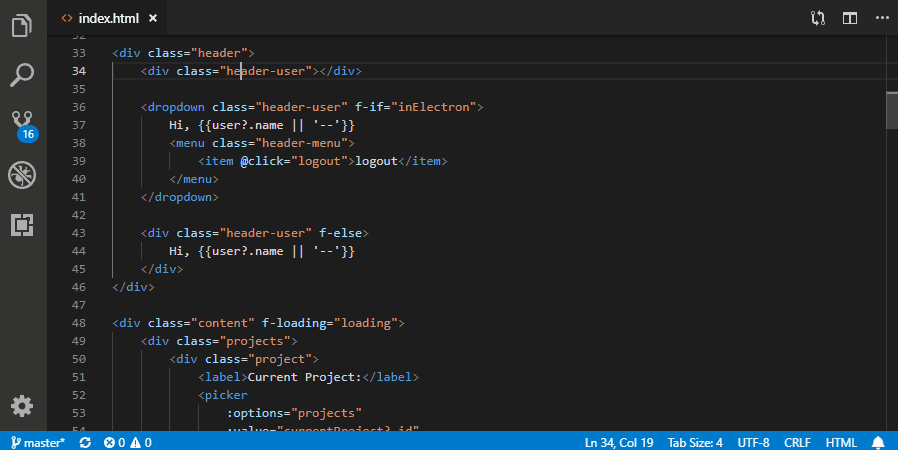 index.html ×
32
33 <div class="header">
34     <div class="header-user"></div>
35
36     <dropdown class="header-user" f-if="inElectron">
37         Hi, {{user?.name || '--'}}
38         <menu class="header-menu">
39             <item @click="logout">logout</item>
40         </menu>
41     </dropdown>
42
43     <div class="header-user" f-else>
44         Hi, {{user?.name || '--'}}
45     </div>
46 </div>
47
48 <div class="content" f-loading="loading">
49     <div class="projects">
50         <div class="project">
51             <label>Current Project:</label>
52             <picker
53                 :options="projects"
54                 :value="currentProject?.id"
16
master* 0 0 Ln 34, Col 19 Tab Size: 4 UTF-8 CRLF HTML